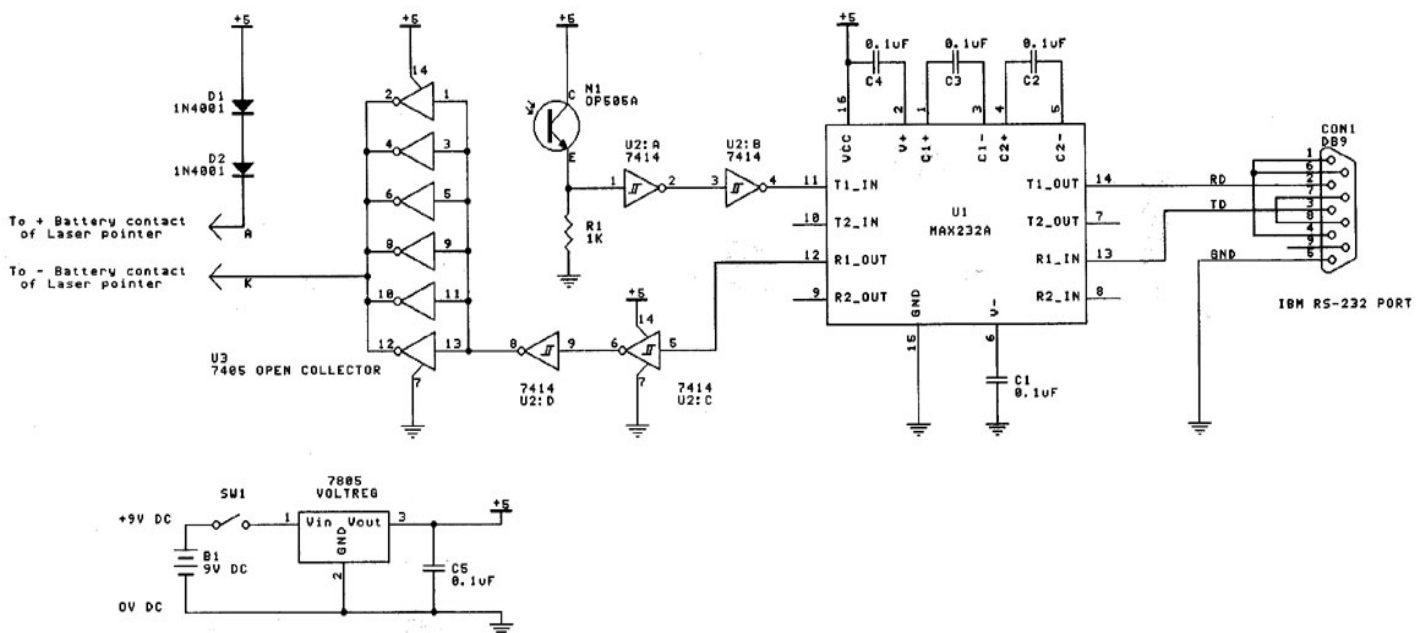 +5
+5
+5
+5
0.1uF
0.1uF
0.1uF
C4
C3
C2
D1
1N4001
D2
1N4001
14
2
1
4
3
6
5
8
9
10
11
12
13
7
N1
OP505A
C
E
U2:A
7414
1
2
U2:B
7414
3
4
R1
1K
16
2
1
3
4
5
VCC
V+
C1+
C1-
C2+
C2-
11
T1_IN
T1_OUT
14
10
T2_IN
T2_OUT
7
12
R1_OUT
R1_IN
13
9
R2_OUT
R2_IN
8
U1
MAX232A
GND
V-
15
6
C1
0.1uF
CON1
DB9
1
6
2
7
3
8
4
9
5
RD
TD
GND
IBM RS-232 PORT
To + Battery contact
of Laser pointer
A
To - Battery contact
of Laser pointer
K
U3
7405 OPEN COLLECTOR
8
9
7414
U2:D
+5
14
6
5
7
7414
U2:C
SW1
7805
VOLTREG
+5
+9V DC
1
Vin
Vout
3
GND
2
B1
9V DC
C5
0.1uF
0V DC